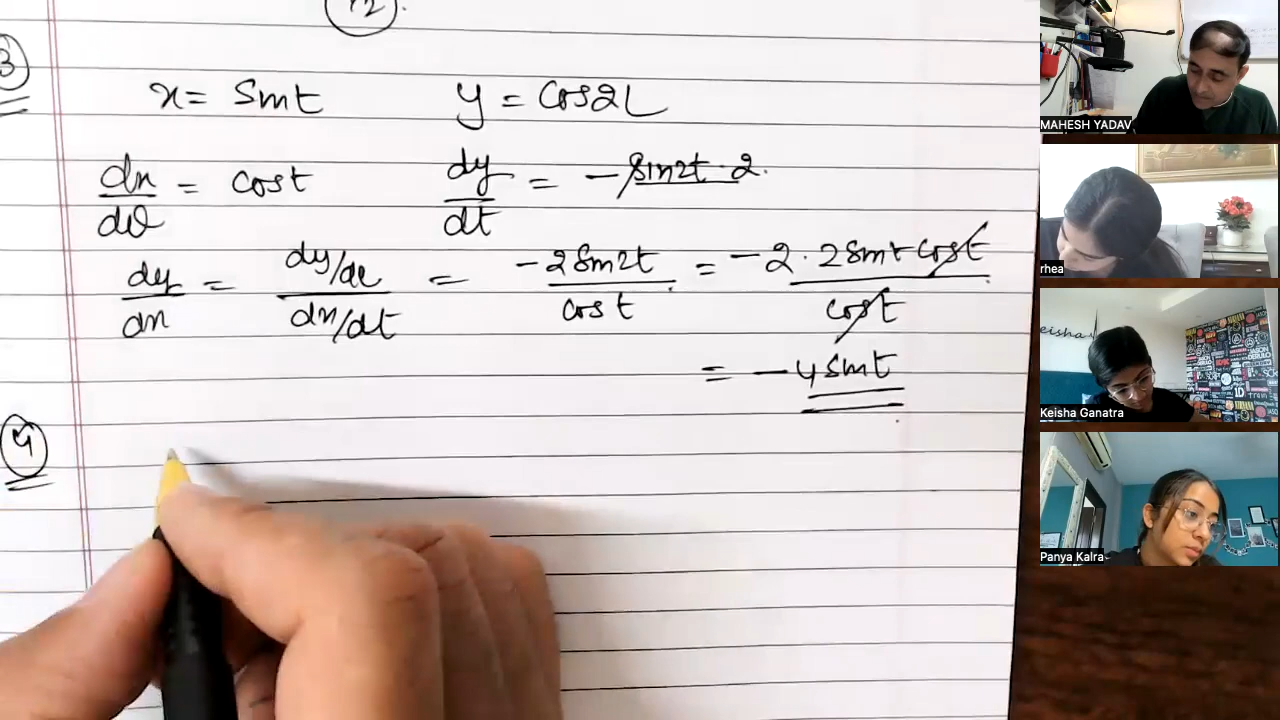 12.
3
x = sint y = cos2t
dx/dθ = cost dy/dt = -sin2t · 2.
dy/dx = dy/dt / dx/dt = -2sin2t / cost = -2 · 2sint cost / cost
= -4sint
4
MAHESH YADAV
rhea
Keisha Ganatra
Panya Kalra